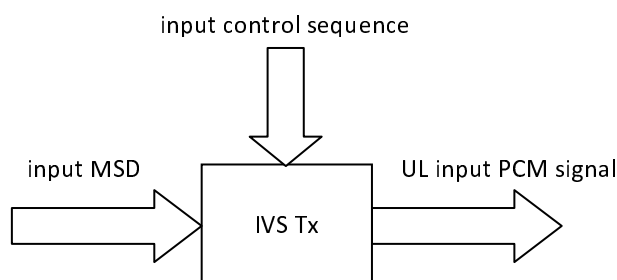 input control sequence
input MSD
UL input PCM signal
IVS Tx